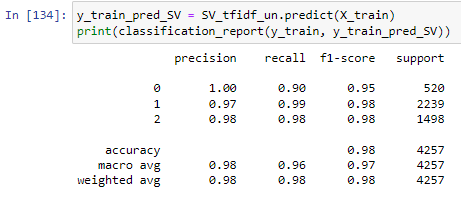 In [134]: y_train_pred_SV = SV_tfidf_un.predict(X_train)
print(classification_report(y_train, y_train_pred_SV))
precision recall f1-score support
0 1.00 0.90 0.95 520
1 0.97 0.99 0.98 2239
2 0.98 0.98 0.98 1498
accuracy 0.98 4257
macro avg 0.98 0.96 0.97 4257
weighted avg 0.98 0.98 0.98 4257